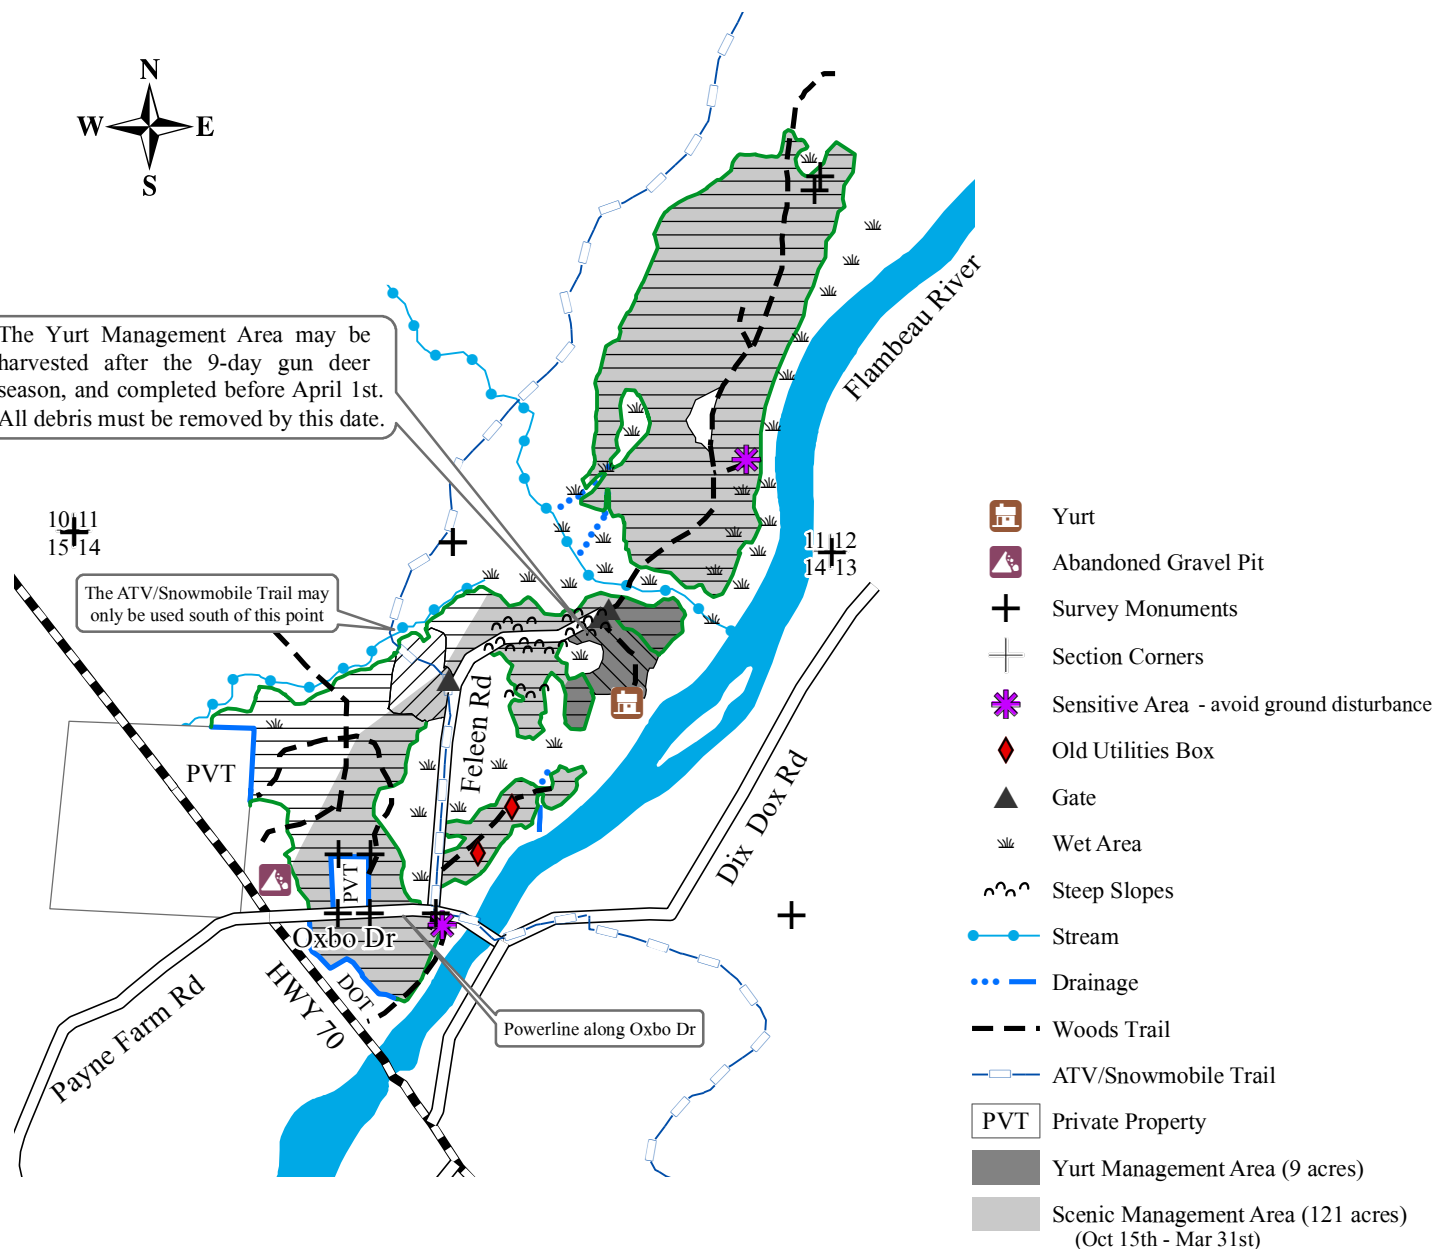 N
W E
S
Flambeau River
The Yurt Management Area may be
harvested after the 9-day gun deer
season, and completed before April 1st.
All debris must be removed by this date.
10 11
15 14
11 12
14 13
The ATV/Snowmobile Trail may
only be used south of this point
PVT
Feleen Rd
Dix Dox Rd
PVT
Oxbo Dr
DOT
HWY 70
Payne Farm Rd
Powerline along Oxbo Dr
Yurt
Abandoned Gravel Pit
Survey Monuments
Section Corners
Sensitive Area - avoid ground disturbance
Old Utilities Box
Gate
Wet Area
Steep Slopes
Stream
Drainage
Woods Trail
ATV/Snowmobile Trail
PVT Private Property
Yurt Management Area (9 acres)
Scenic Management Area (121 acres)
(Oct 15th - Mar 31st)